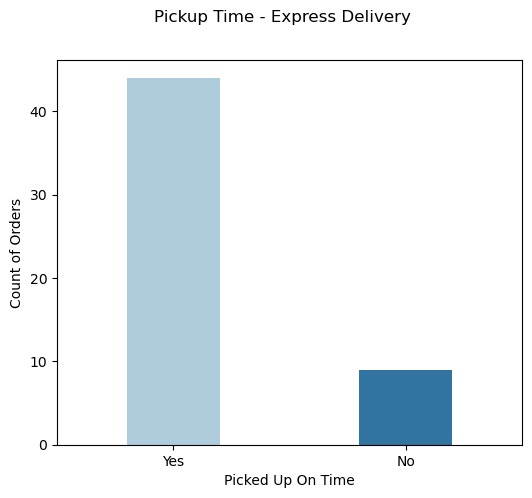 Pickup Time - Express Delivery
Count of Orders
40
30
20
10
0
Yes
No
Picked Up On Time